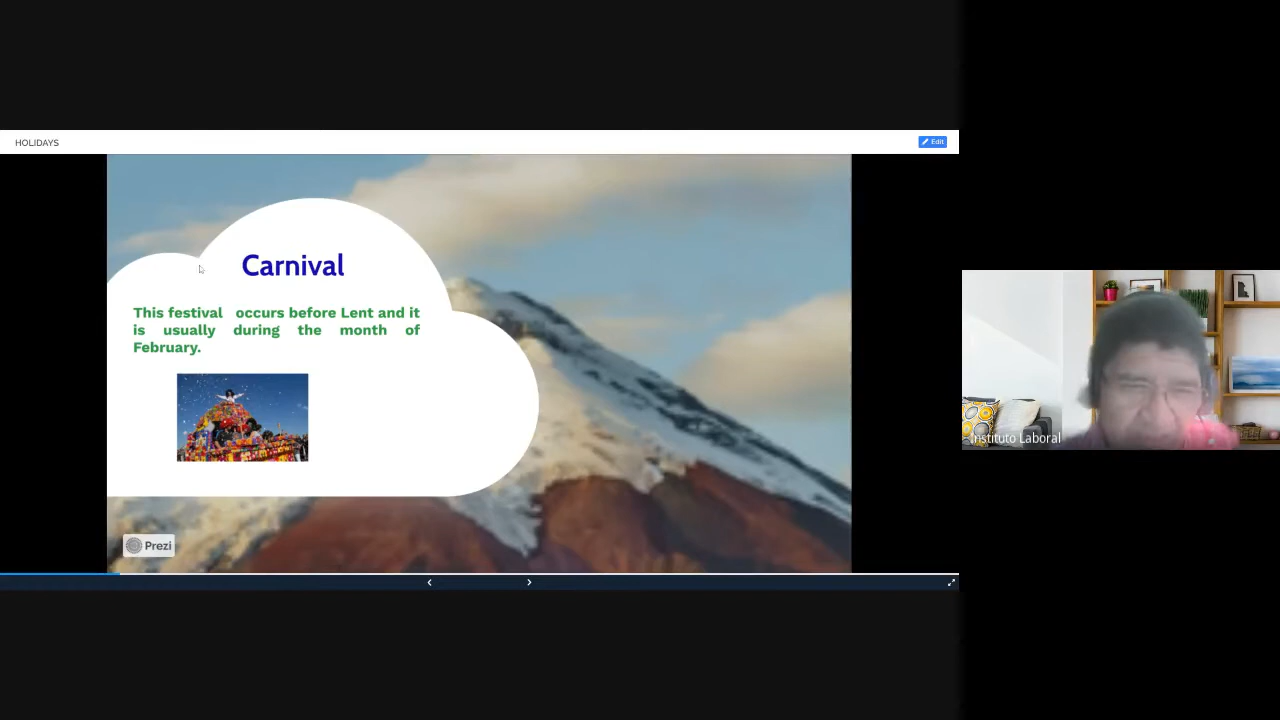 HOLIDAYS
Edit
Carnival
This festival occurs before Lent and it
is usually during the month of
February.
Prezi
Instituto Laboral